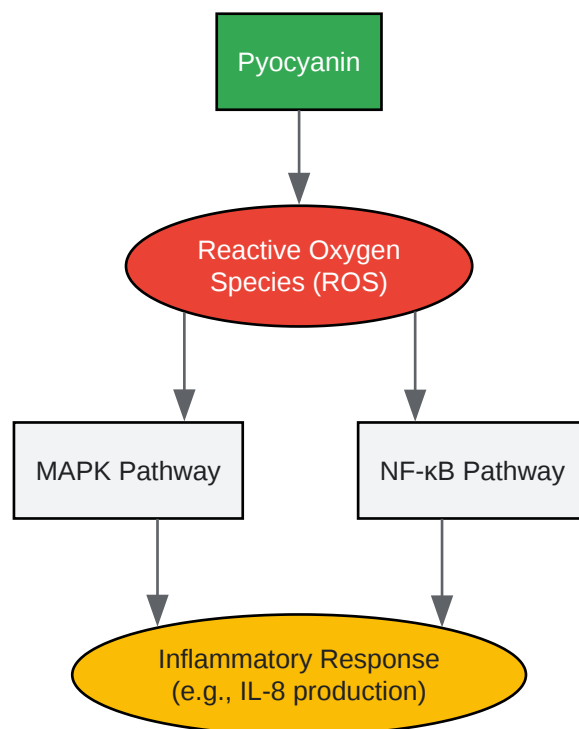 Pyocyanin
Reactive Oxygen
Species (ROS)
MAPK Pathway
NF-κB Pathway
Inflammatory Response
(e.g., IL-8 production)